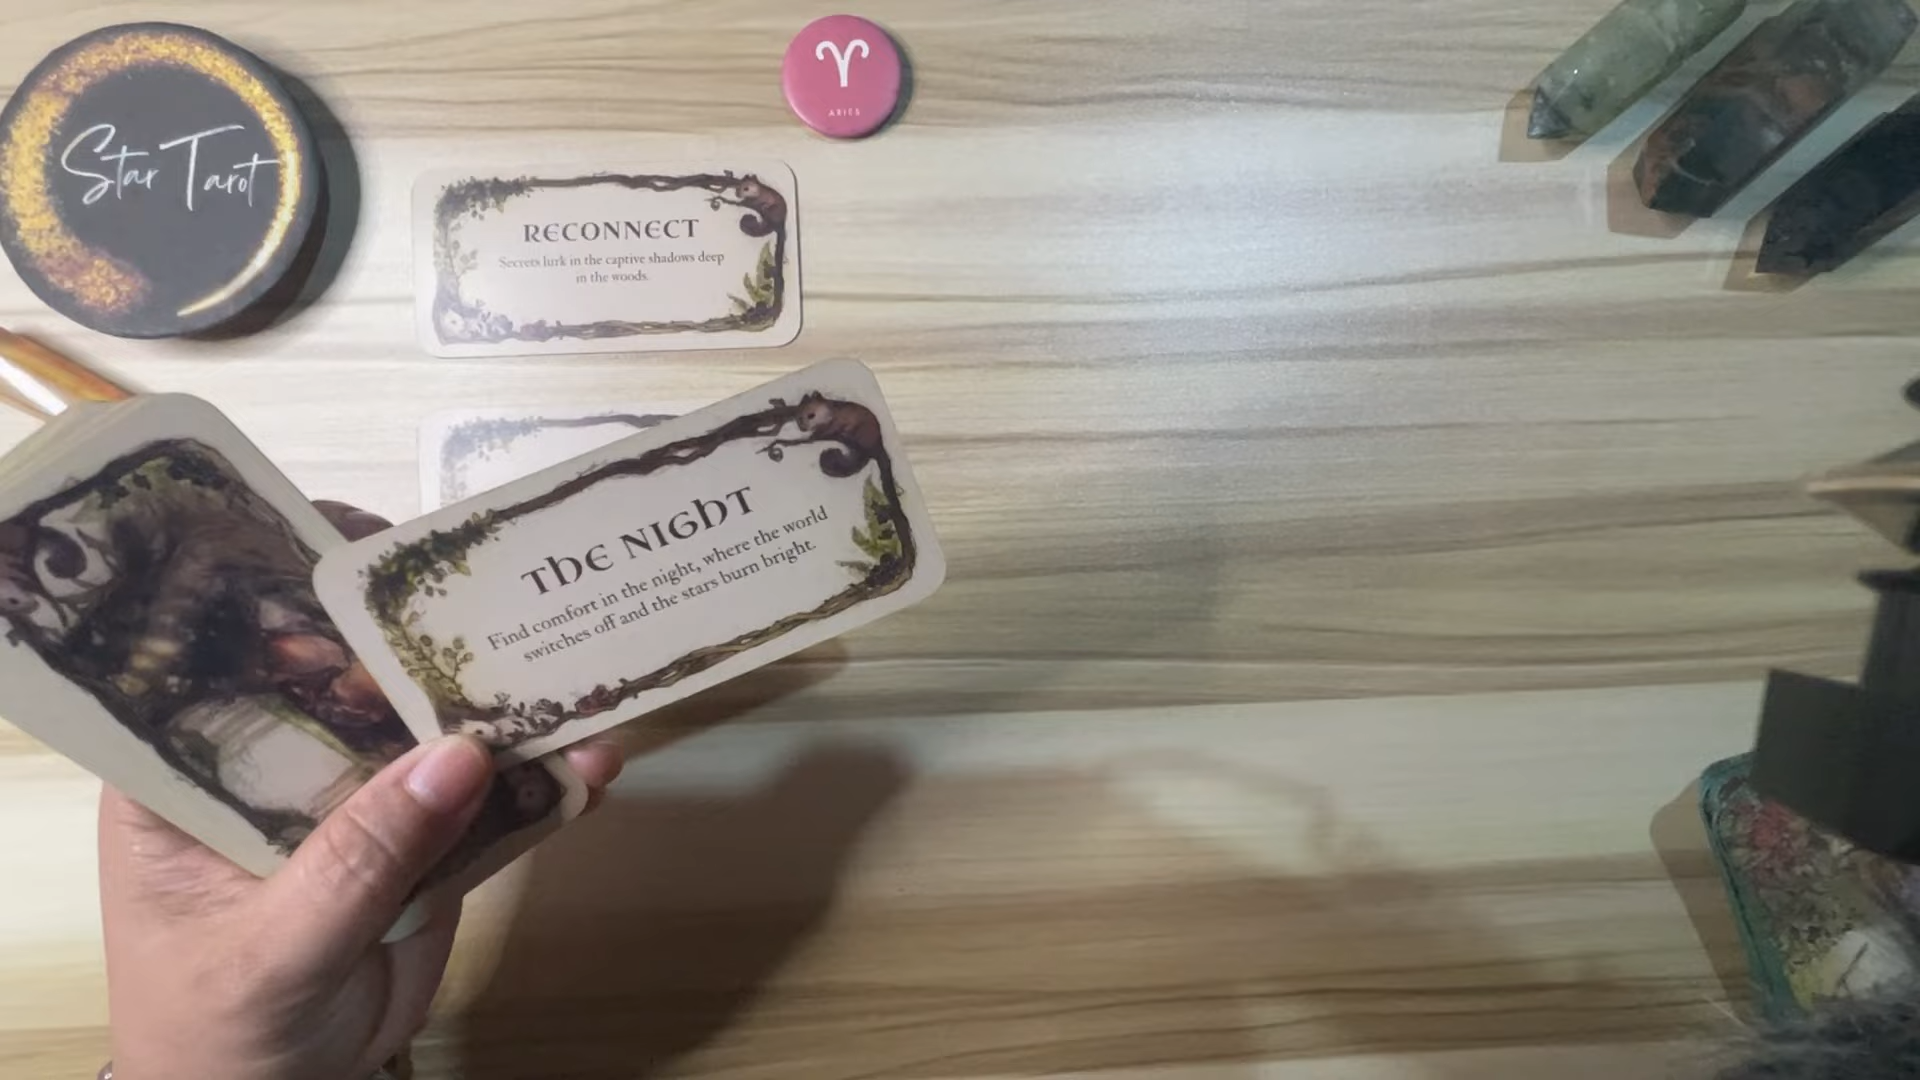 Star Tarot
ARIES
RECONNECT
Secrets lurk in the captive shadows deep
in the woods.
THE NIGHT
Find comfort in the night, where the world
switches off and the stars burn bright.